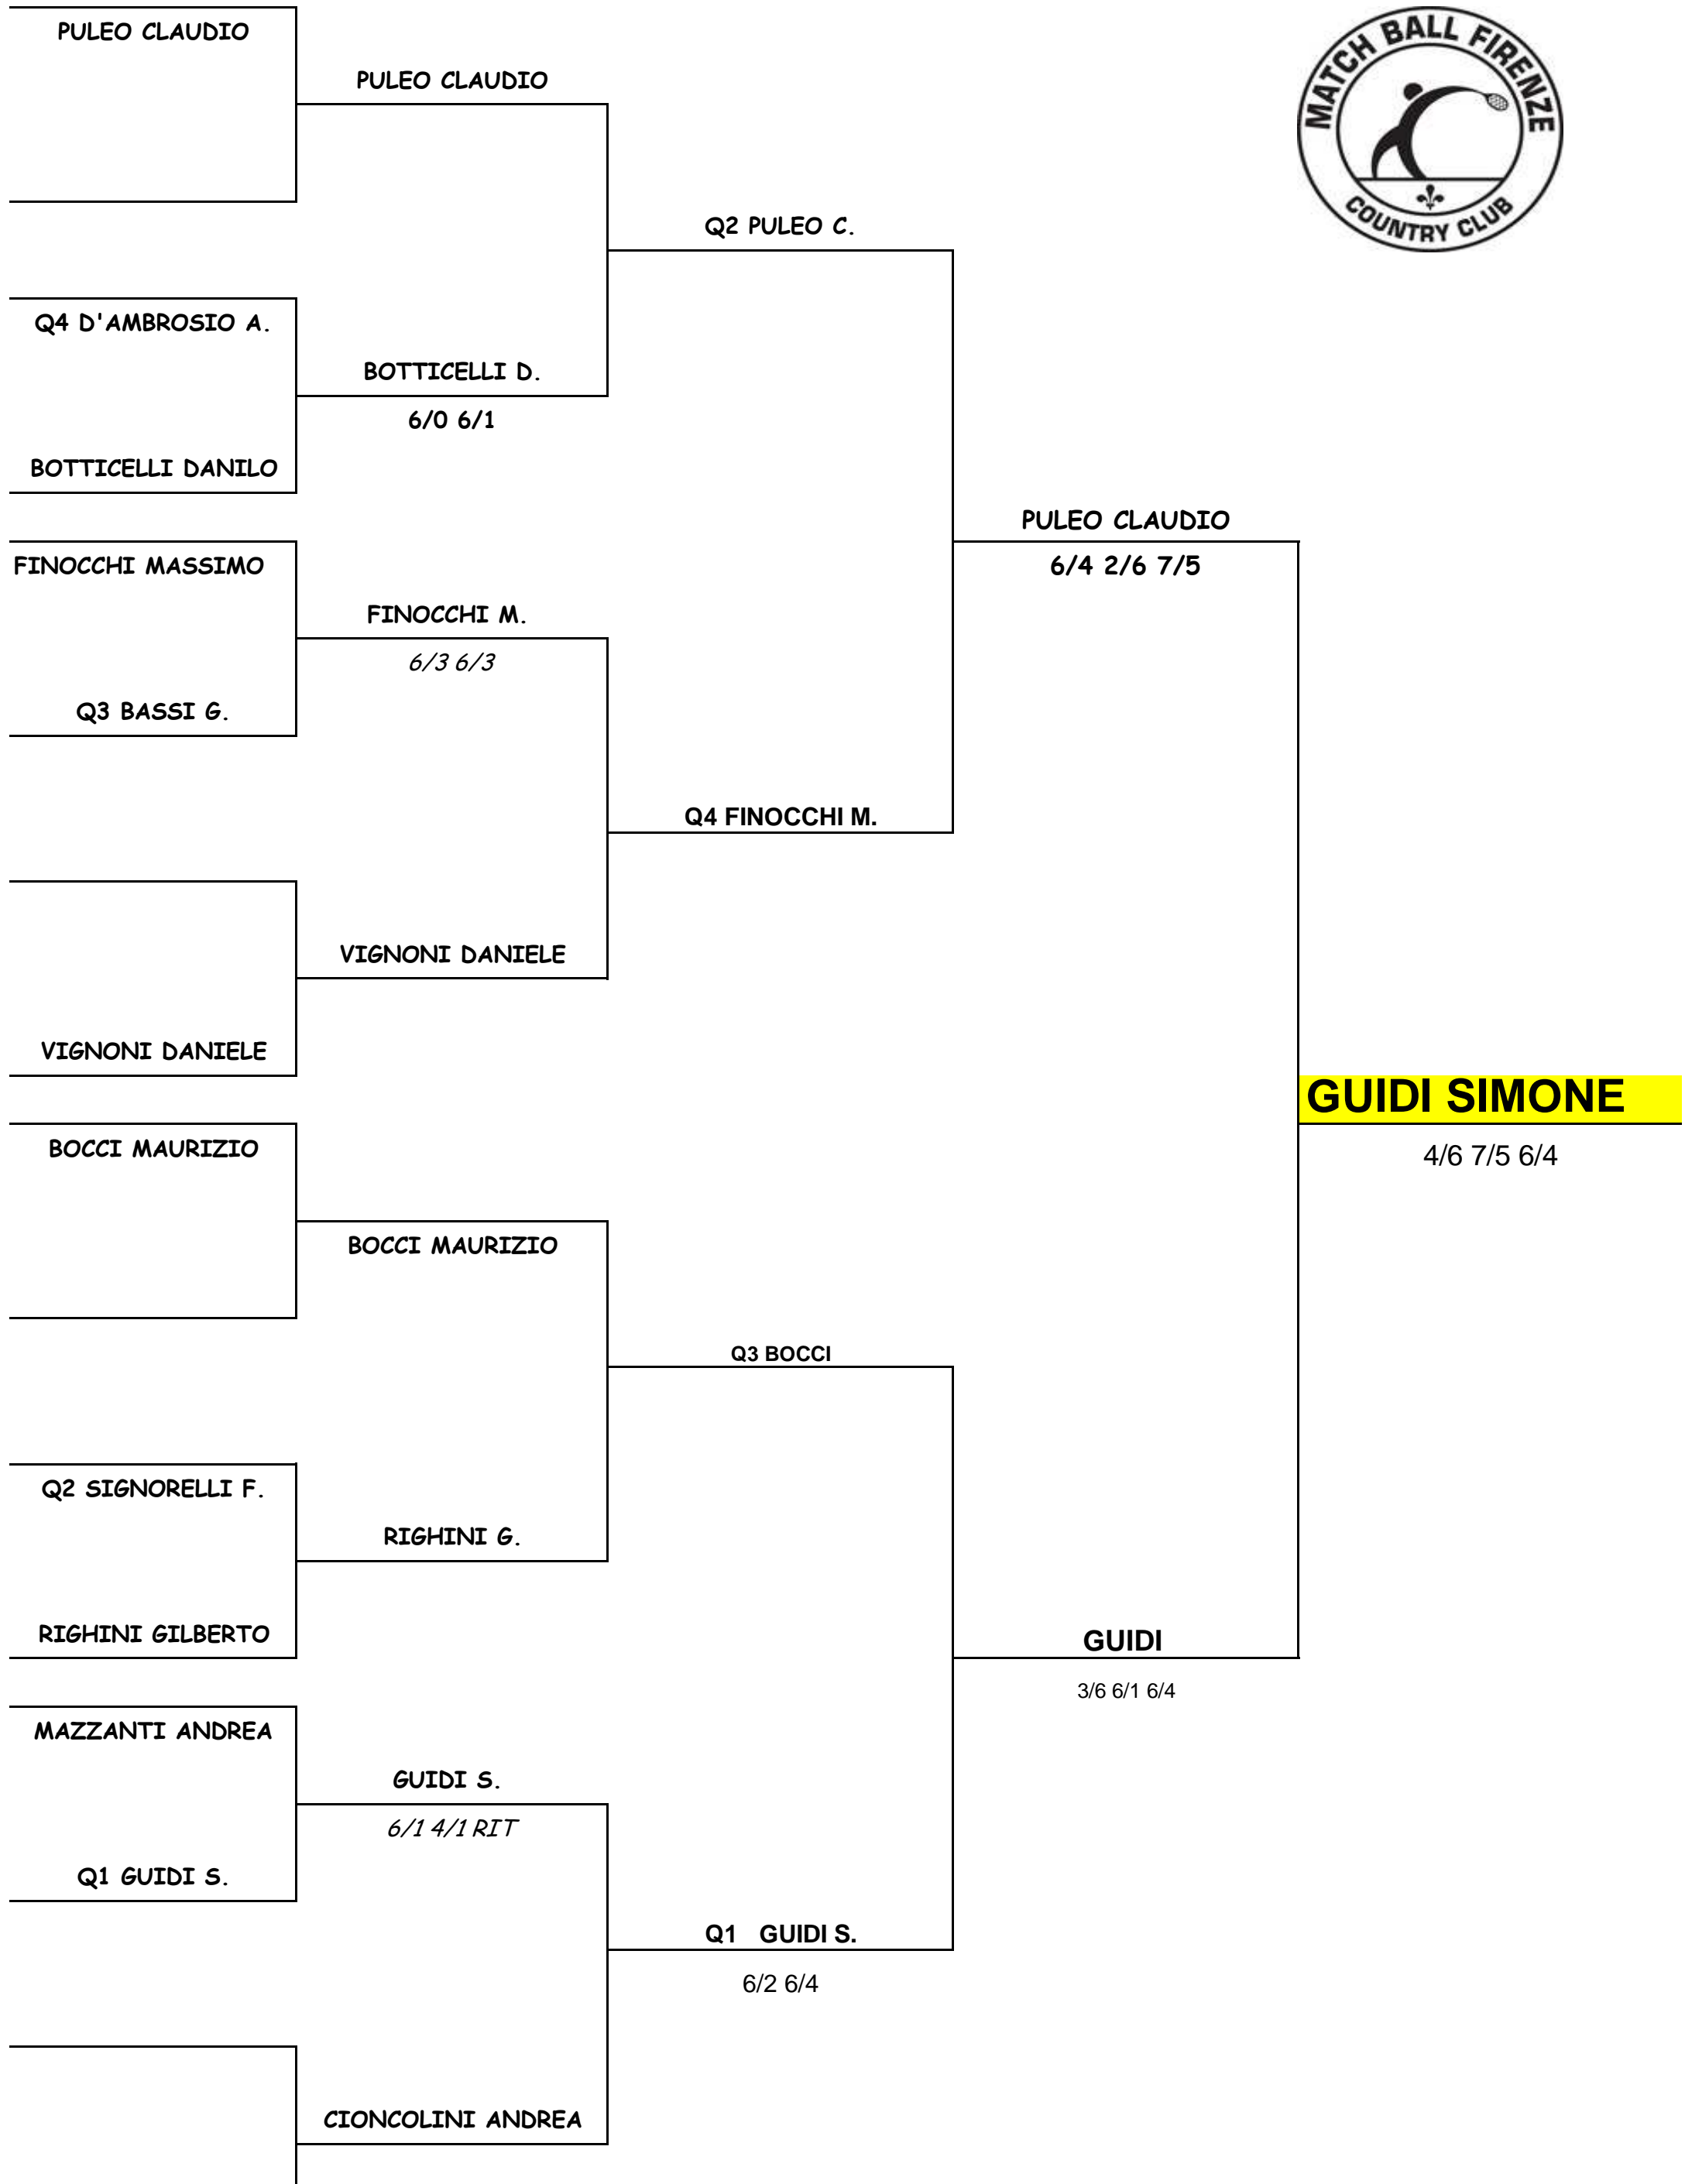 MATCH BALL FIRENZE
COUNTRY CLUB
PULEO CLAUDIO
PULEO CLAUDIO
Q2 PULEO C.
Q4 D'AMBROSIO A.
BOTTICELLI D.
6/0 6/1
BOTTICELLI DANILO
PULEO CLAUDIO
6/4 2/6 7/5
FINOCCHI MASSIMO
FINOCCHI M.
6/3 6/3
Q3 BASSI G.
Q4 FINOCCHI M.
VIGNONI DANIELE
VIGNONI DANIELE
GUIDI SIMONE
4/6 7/5 6/4
BOCCI MAURIZIO
BOCCI MAURIZIO
Q3 BOCCI
Q2 SIGNORELLI F.
RIGHINI G.
RIGHINI GILBERTO
GUIDI
3/6 6/1 6/4
MAZZANTI ANDREA
GUIDI S.
6/1 4/1 RIT
Q1 GUIDI S.
Q1 GUIDI S.
6/2 6/4
CIONCOLINI ANDREA